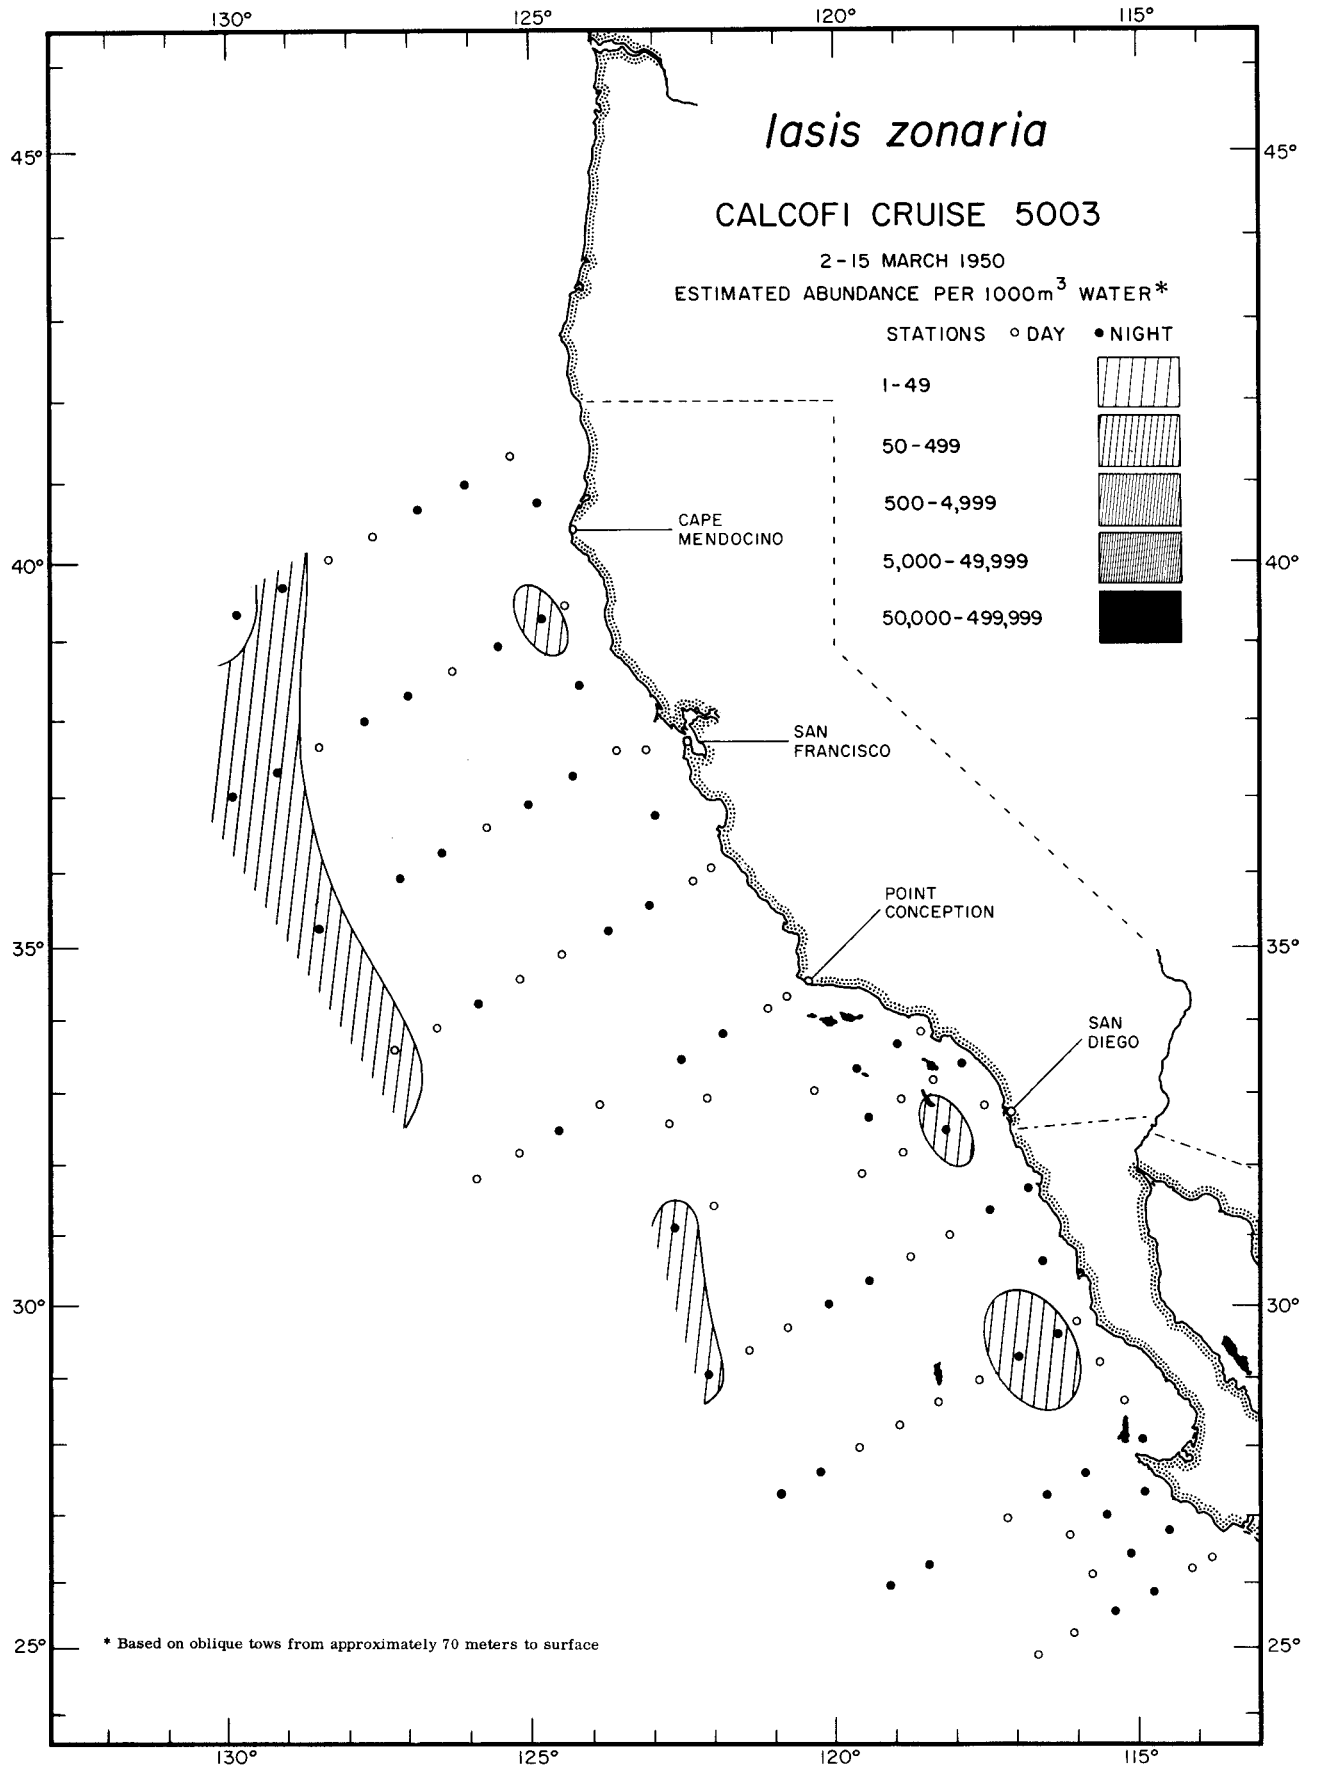 130° 125° 120° 115°
Iasis zonaria
45° 45°
CALCOFI CRUISE 5003
2-15 MARCH 1950
ESTIMATED ABUNDANCE PER 1000m³ WATER*
STATIONS ○ DAY ● NIGHT
1-49
50-499
500-4,999
5,000-49,999
50,000-499,999
CAPE
MENDOCINO
40° 40°
SAN
FRANCISCO
POINT
CONCEPTION
35° 35°
SAN
DIEGO
30° 30°
* Based on oblique tows from approximately 70 meters to surface
25° 25°
130° 125° 120° 115°